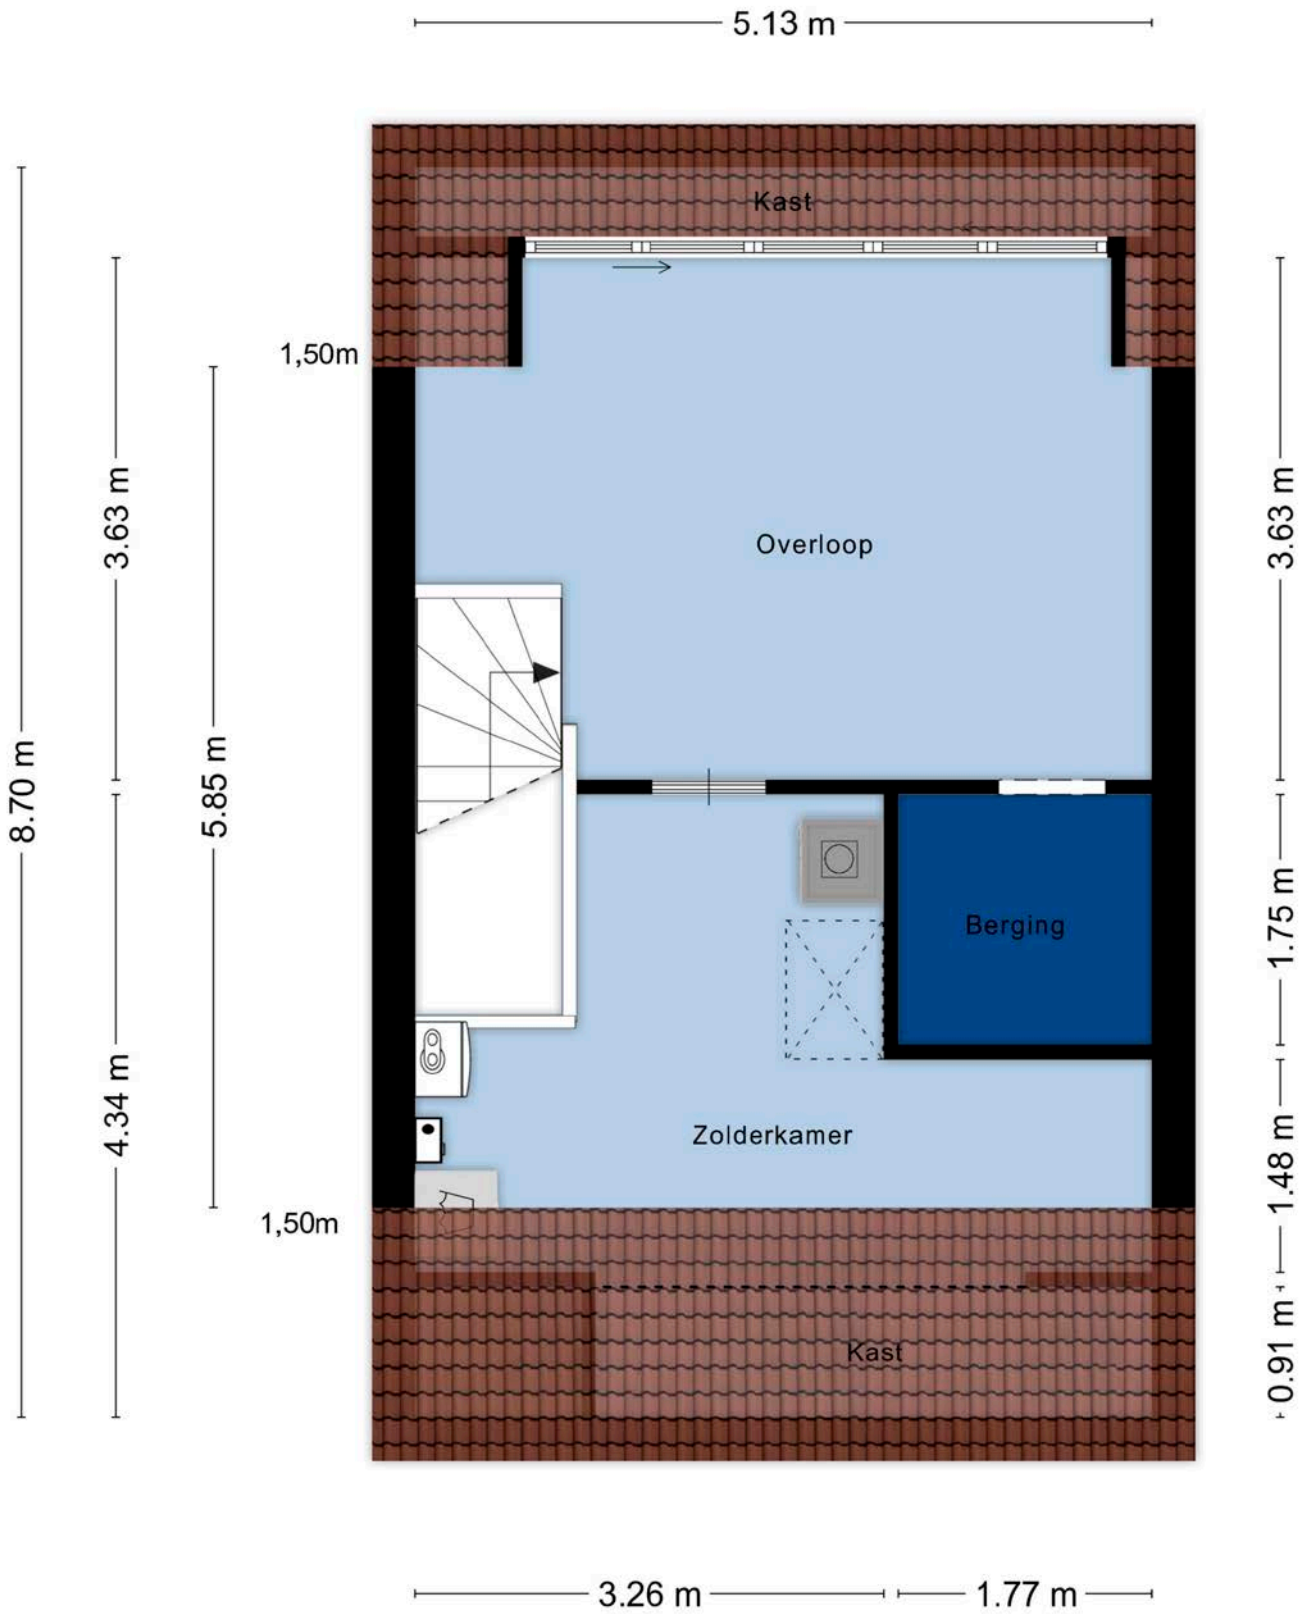 5.13 m
Kast
1,50m
3.63 m
3.63 m
Overloop
8.70 m
5.85 m
1.75 m
Berging
4.34 m
Zolderkamer
1.48 m
1,50m
0.91 m
Kast
3.26 m
1.77 m